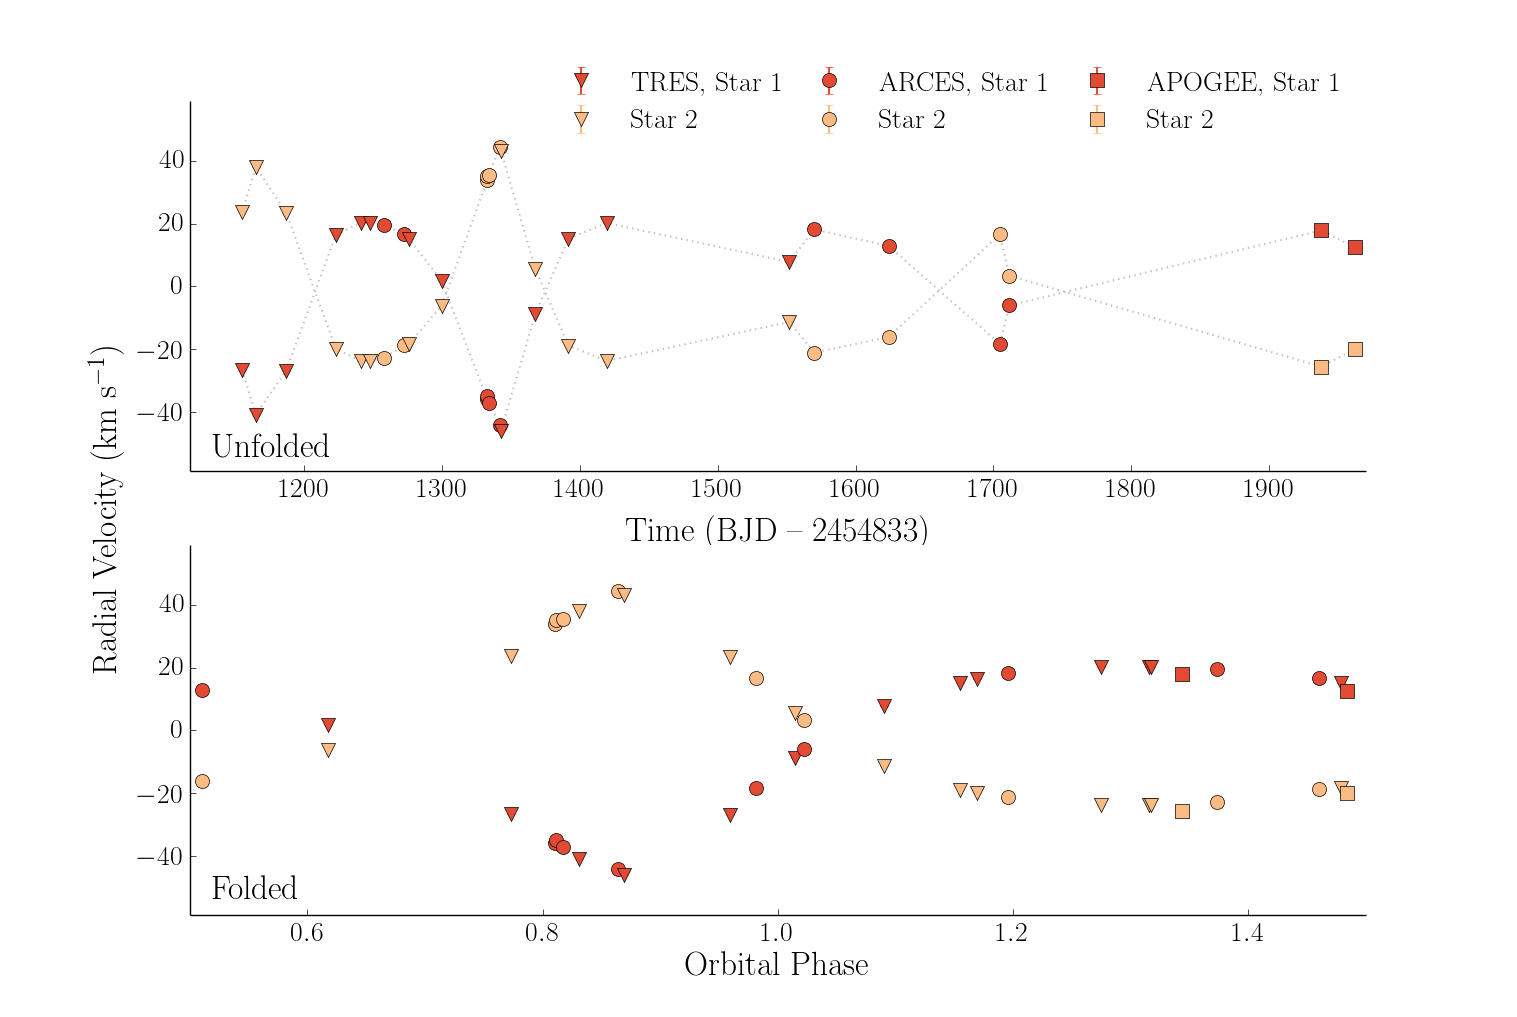 TRES, Star 1 ARCES, Star 1 APOGEE, Star 1
Star 2 Star 2 Star 2
40
20
0
−20
−40
Unfolded
1200 1300 1400 1500 1600 1700 1800 1900
Time (BJD – 2454833)
Radial Velocity (km s⁻¹)
40
20
0
−20
−40
Folded
0.6 0.8 1.0 1.2 1.4
Orbital Phase